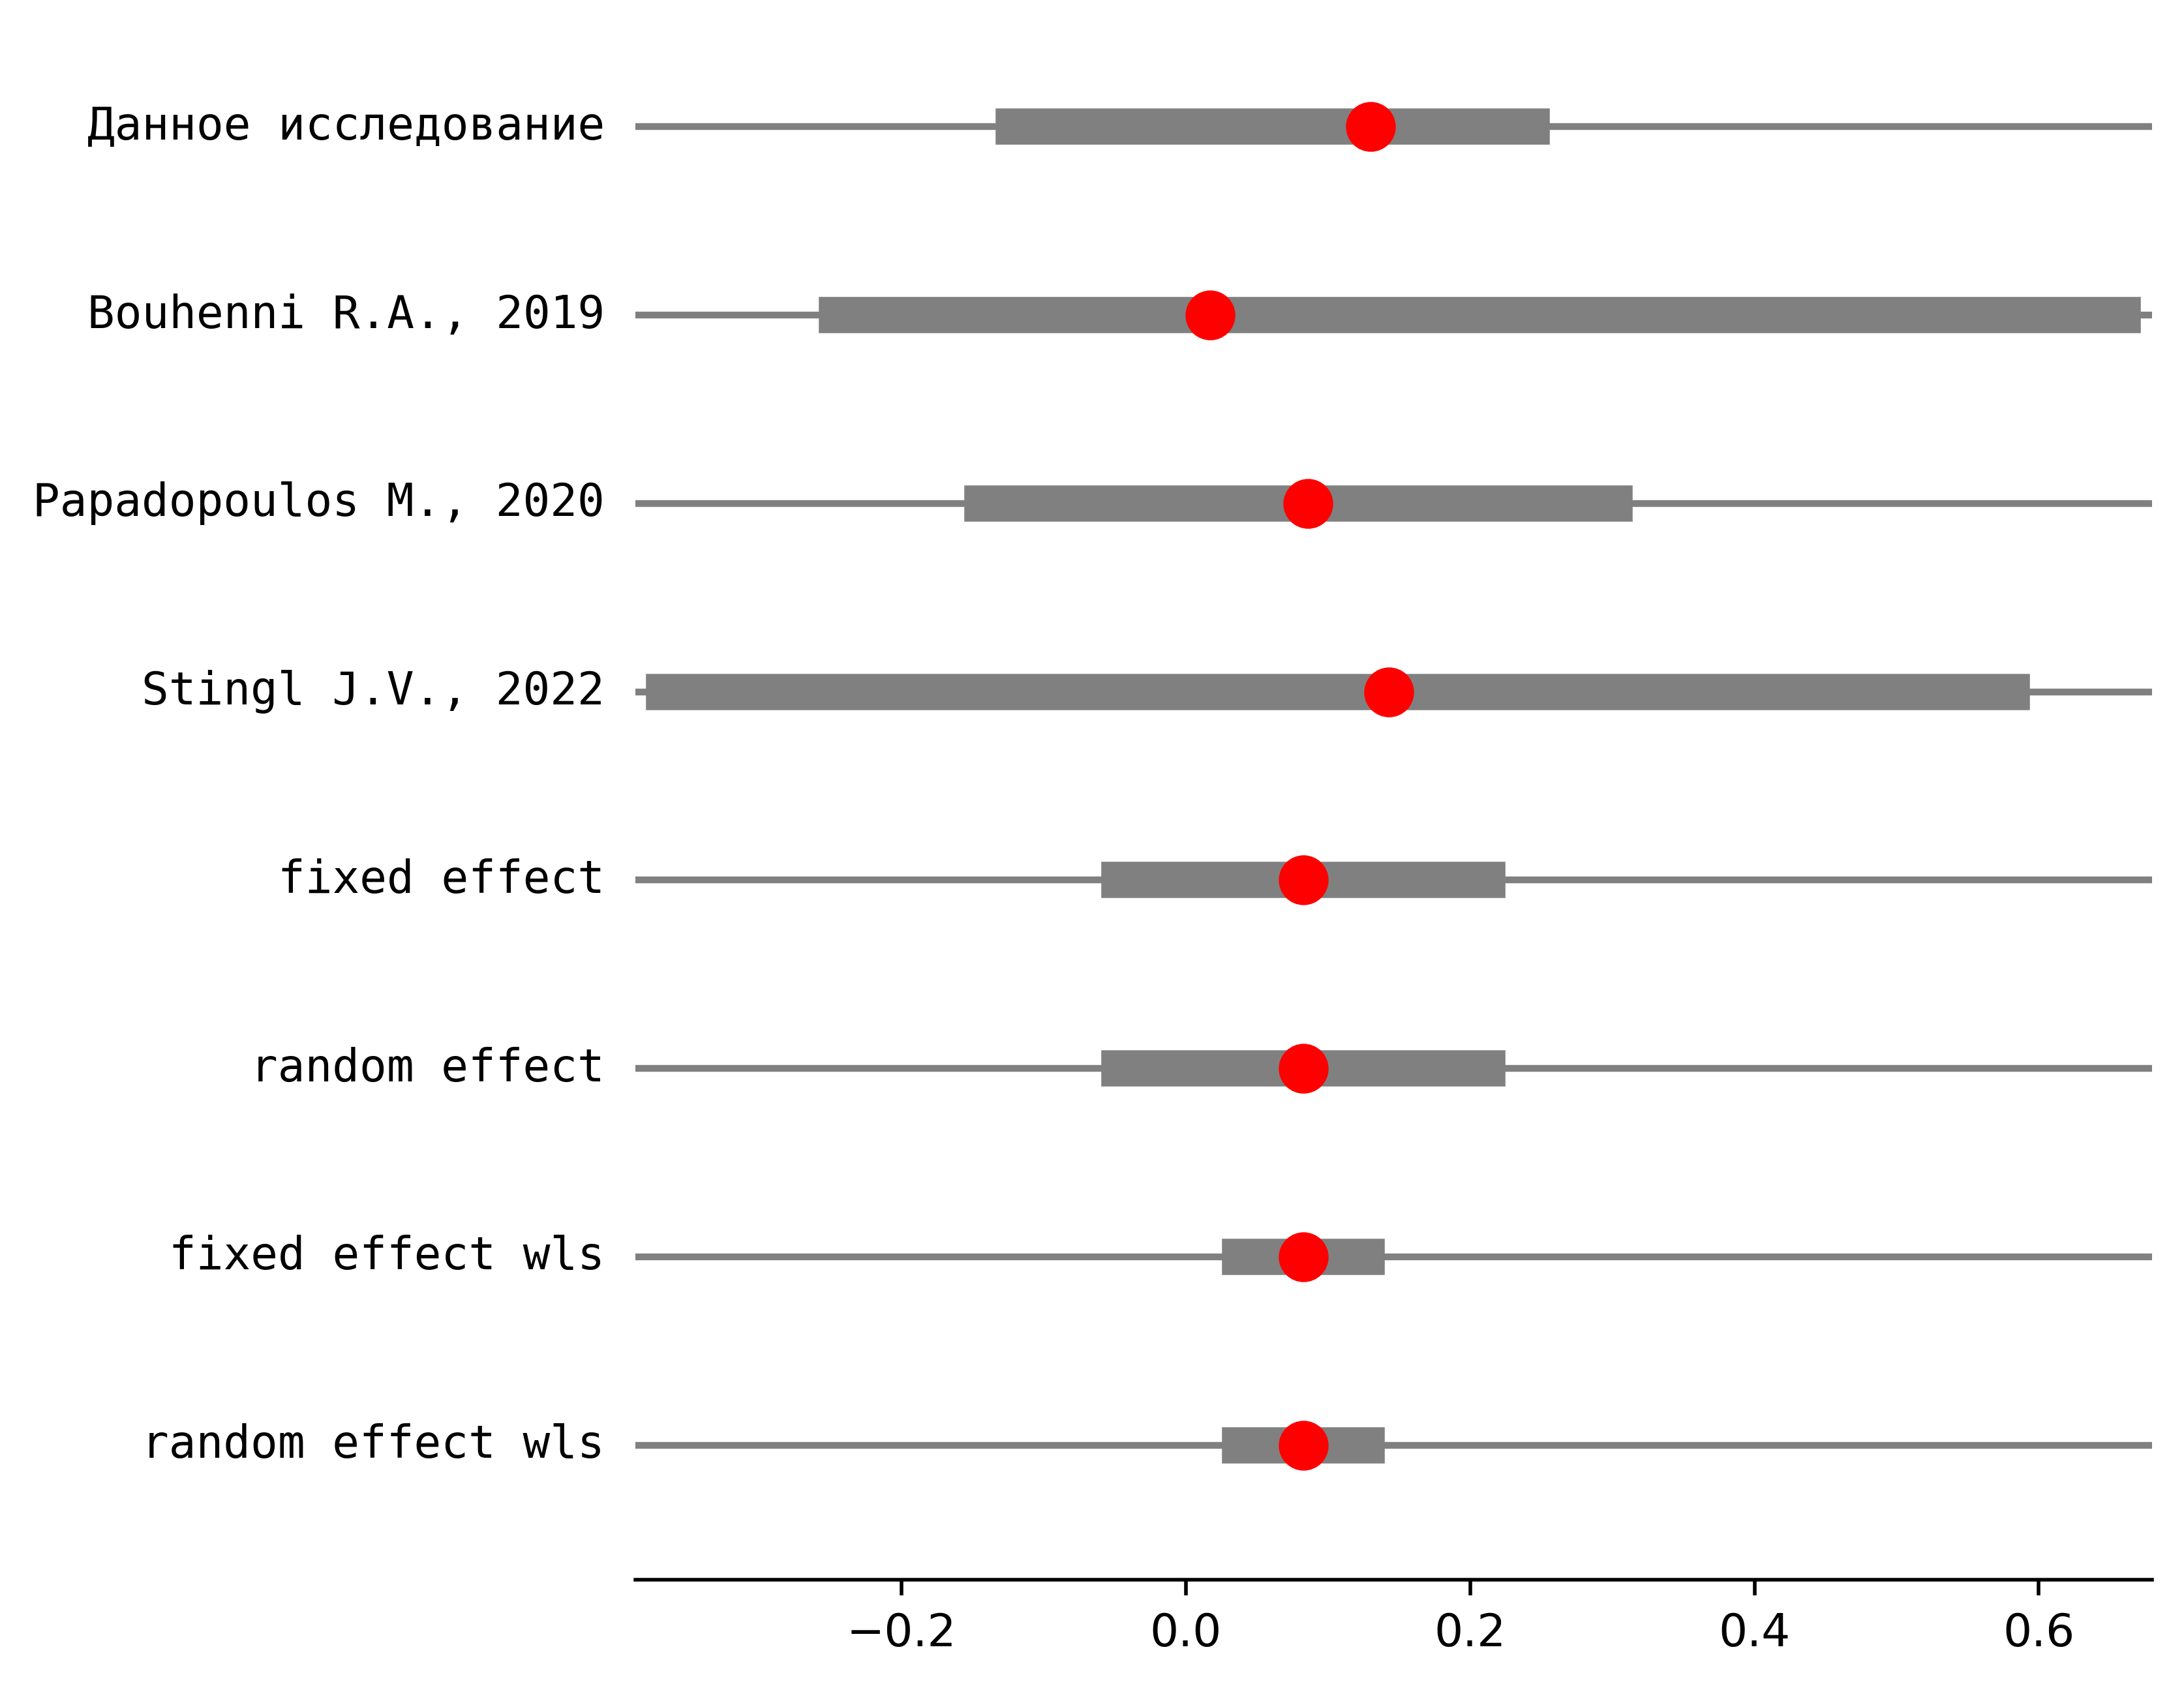 Данное исследование
Bouhenni R.A., 2019
Papadopoulos M., 2020
Stingl J.V., 2022
fixed effect
random effect
fixed effect wls
random effect wls
−0.2 0.0 0.2 0.4 0.6